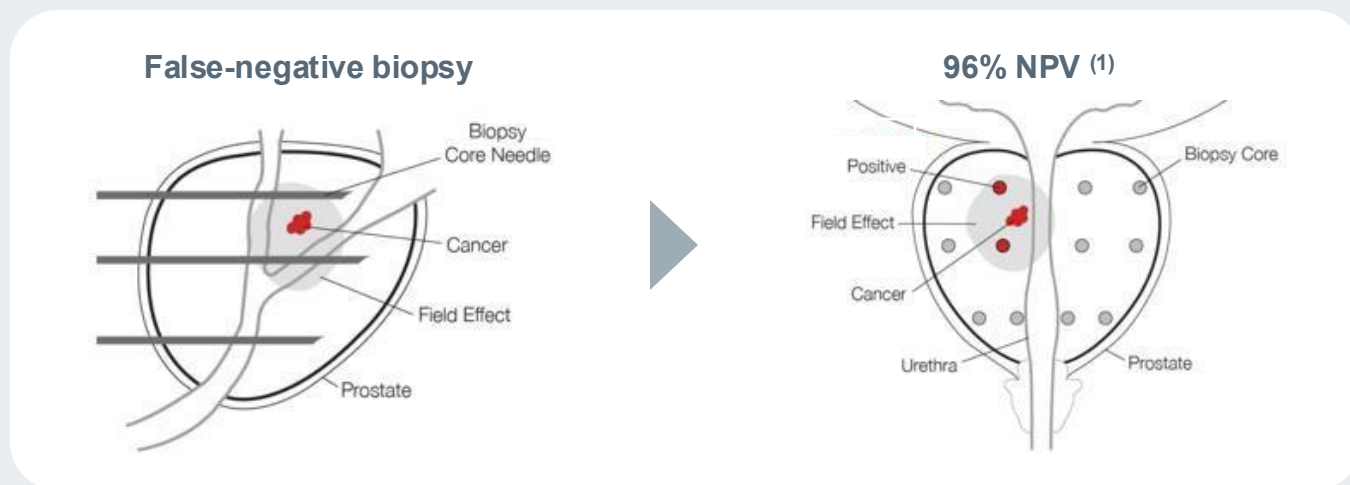 False-negative biopsy
Biopsy
Core Needle
Cancer
Field Effect
Prostate
96% NPV (1)
Positive
Biopsy Core
Field Effect
Cancer
Urethra
Prostate